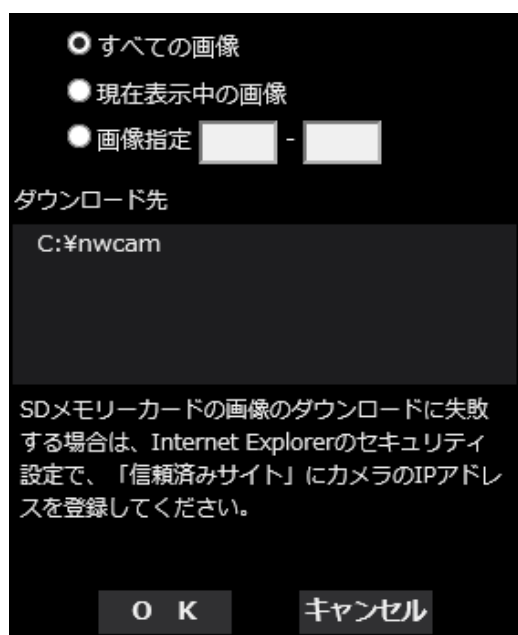 すべての画像
現在表示中の画像
画像指定 -
ダウンロード先
C:¥nwcam
SDメモリーカードの画像のダウンロードに失敗
する場合は、Internet Explorerのセキュリティ
設定で、「信頼済みサイト」にカメラのIPアドレ
スを登録してください。
O K キャンセル